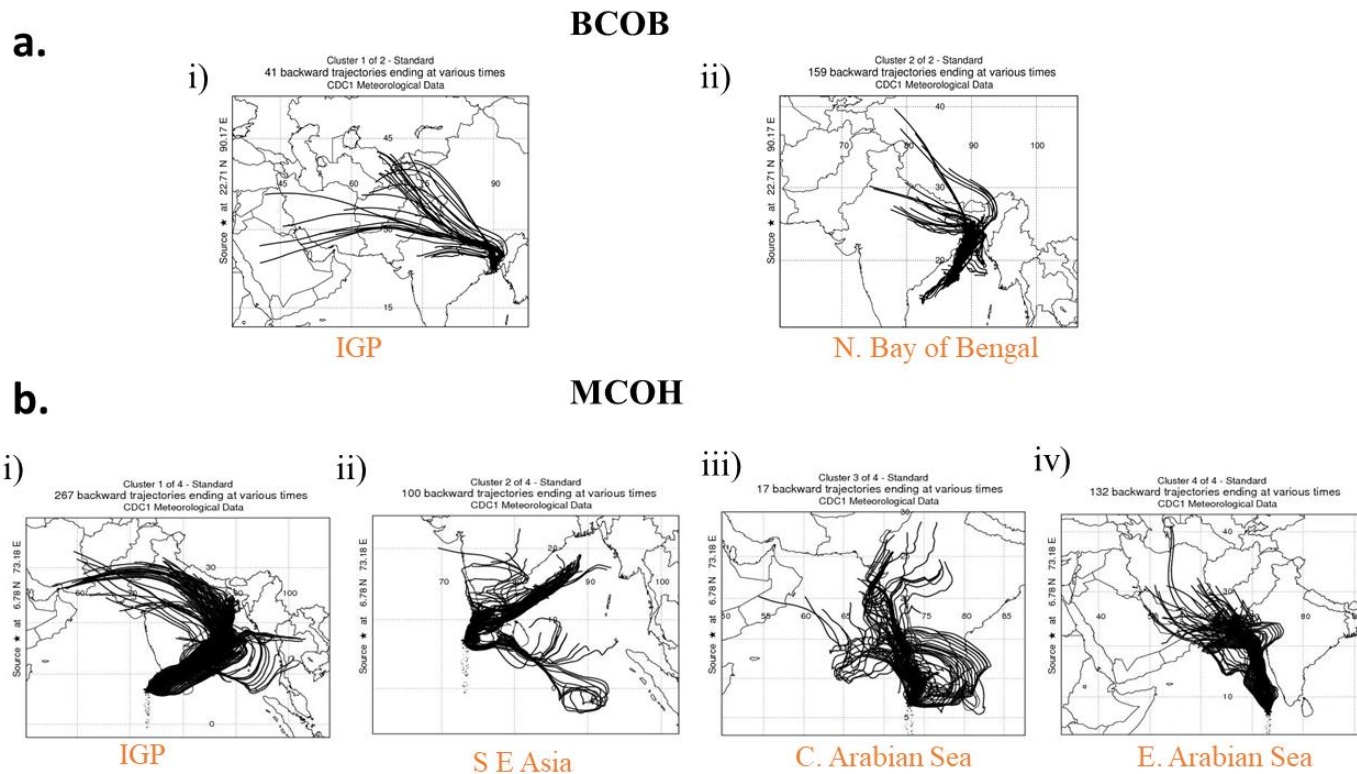 BCOB
a.
i)
Cluster 1 of 2 - Standard
41 backward trajectories ending at various times
CDC1 Meteorological Data
Source ★ at 22.71 N 90.17 E
45
45
60
75
90
30
15
IGP
ii)
Cluster 2 of 2 - Standard
159 backward trajectories ending at various times
CDC1 Meteorological Data
Source ★ at 22.71 N 90.17 E
40
70
80
90
100
30
20
N. Bay of Bengal
MCOH
b.
i)
Cluster 1 of 4 - Standard
267 backward trajectories ending at various times
CDC1 Meteorological Data
Source ★ at 6.78 N 73.18 E
30
100
0
IGP
ii)
Cluster 2 of 4 - Standard
100 backward trajectories ending at various times
CDC1 Meteorological Data
Source ★ at 6.78 N 73.18 E
20
70
100
S E Asia
iii)
Cluster 3 of 4 - Standard
17 backward trajectories ending at various times
CDC1 Meteorological Data
Source ★ at 6.78 N 73.18 E
30
50
55
60
65
75
80
85
5
C. Arabian Sea
iv)
Cluster 4 of 4 - Standard
132 backward trajectories ending at various times
CDC1 Meteorological Data
Source ★ at 6.78 N 73.18 E
40
30
40
50
80
90
10
E. Arabian Sea